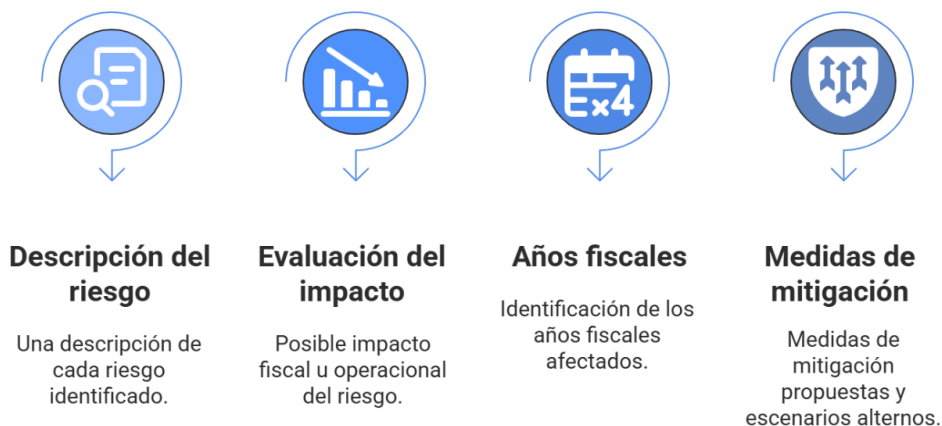 x4
Descripción del
riesgo
Una descripción de
cada riesgo
identificado.
Evaluación del
impacto
Posible impacto
fiscal u operacional
del riesgo.
Años fiscales
Identificación de los
años fiscales
afectados.
Medidas de
mitigación
Medidas de
mitigación
propuestas y
escenarios alternos.